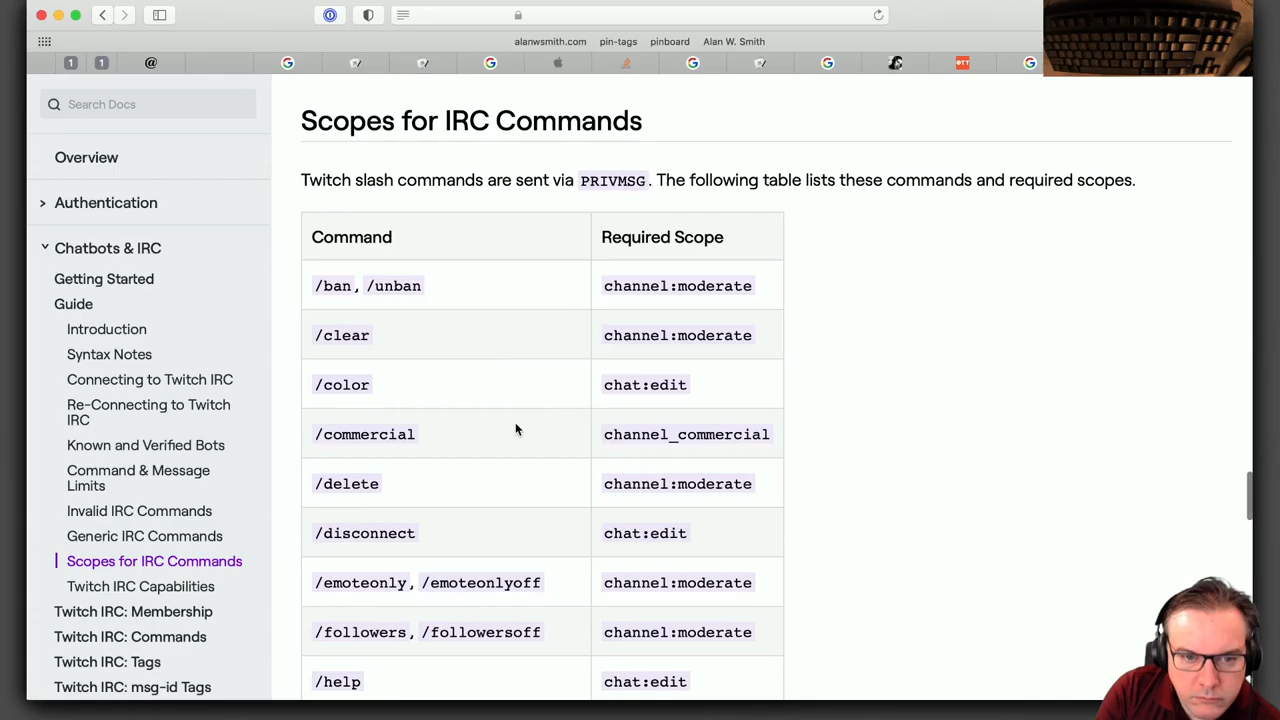 alanwsmith.com pin-tags pinboard Alan W. Smith
1 1 @ G G G G G
Search Docs
Overview
Authentication
Chatbots & IRC
Getting Started
Guide
Introduction
Syntax Notes
Connecting to Twitch IRC
Re-Connecting to Twitch
IRC
Known and Verified Bots
Command & Message
Limits
Invalid IRC Commands
Generic IRC Commands
Scopes for IRC Commands
Twitch IRC Capabilities
Twitch IRC: Membership
Twitch IRC: Commands
Twitch IRC: Tags
Twitch IRC: msg-id Tags
Scopes for IRC Commands
Twitch slash commands are sent via PRIVMSG. The following table lists these commands and required scopes.
Command Required Scope
/ban, /unban channel:moderate
/clear channel:moderate
/color chat:edit
/commercial channel_commercial
/delete channel:moderate
/disconnect chat:edit
/emoteonly, /emoteonlyoff channel:moderate
/followers, /followersoff channel:moderate
/help chat:edit